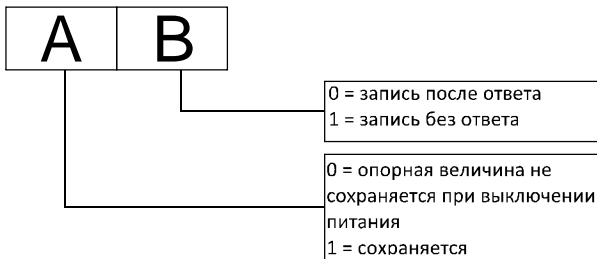 A B
0 = запись после ответа
1 = запись без ответа
0 = опорная величина не
сохраняется при выключении
питания
1 = сохраняется